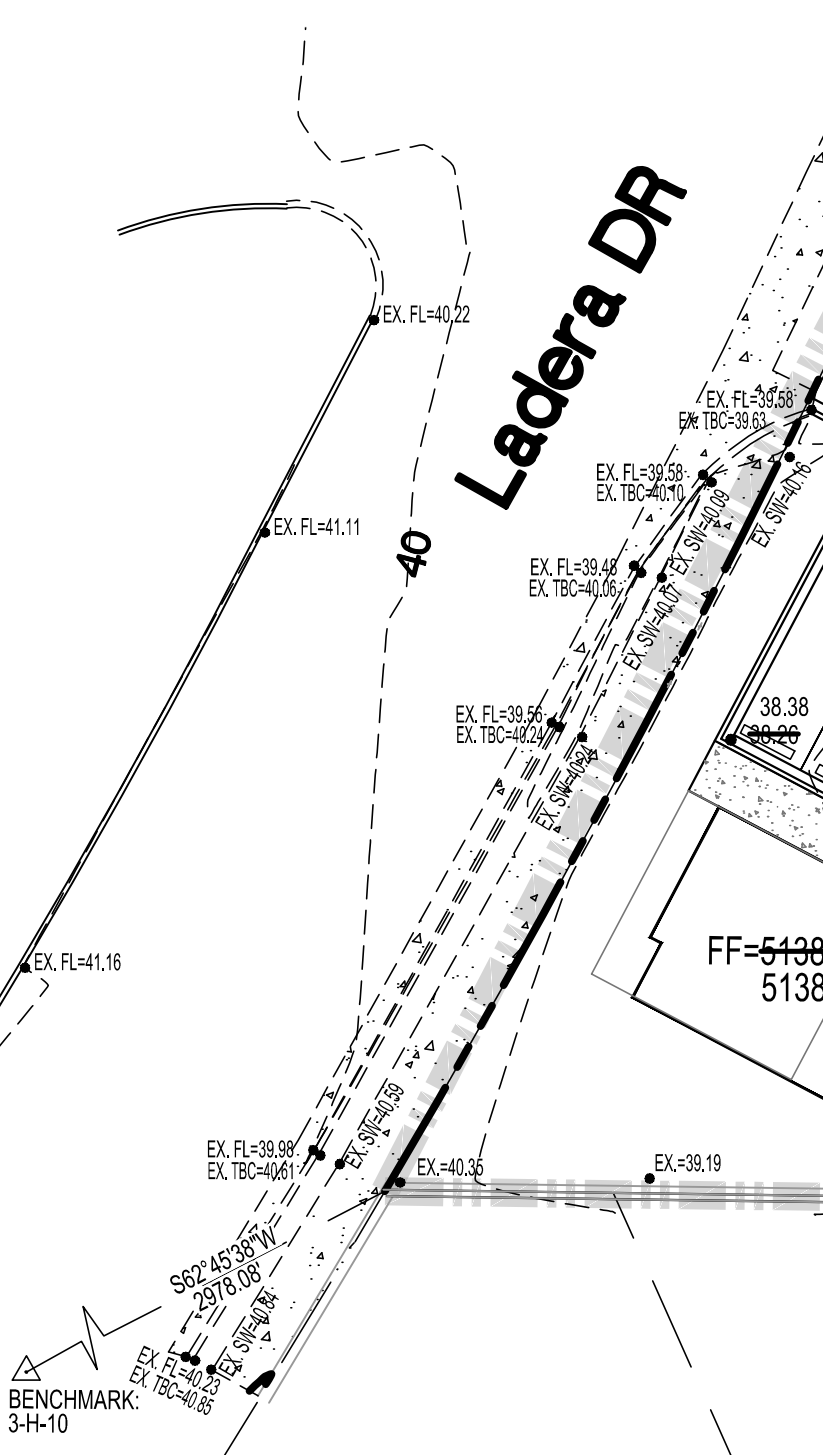 Ladera DR
EX. FL=40.22
EX. FL=39.58
EX. TBC=39.63
EX. FL=39.58
EX. TBC=40.10
EX. SW=40.16
EX. SW=40.09
EX. FL=41.11
40
EX. FL=39.48
EX. TBC=40.06
EX. SW=40.07
38.38
38.26
EX. FL=39.56
EX. TBC=40.24
EX. SW=40.24
FF=5138
5138
EX. FL=41.16
EX. SW=40.59
EX. FL=39.98
EX. TBC=40.61
EX.=40.35
EX.=39.19
S62°45'38"W
2978.08'
EX. SW=40.84
EX. FL=40.23
EX. TBC=40.85
BENCHMARK:
3-H-10